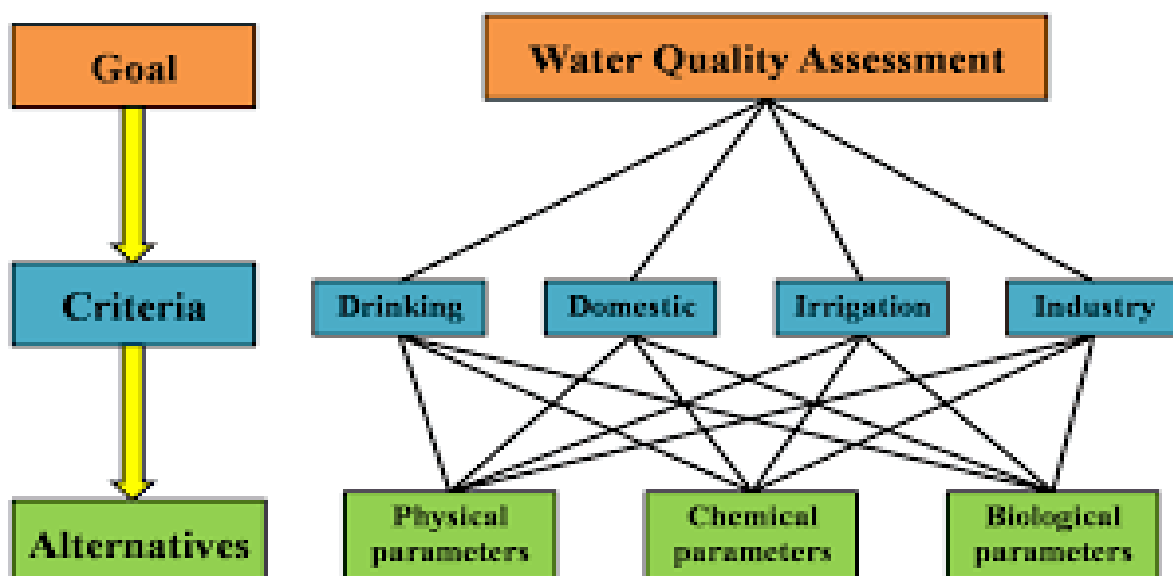 Goal
Water Quality Assessment
Criteria
Drinking
Domestic
Irrigation
Industry
Alternatives
Physical
parameters
Chemical
parameters
Biological
parameters